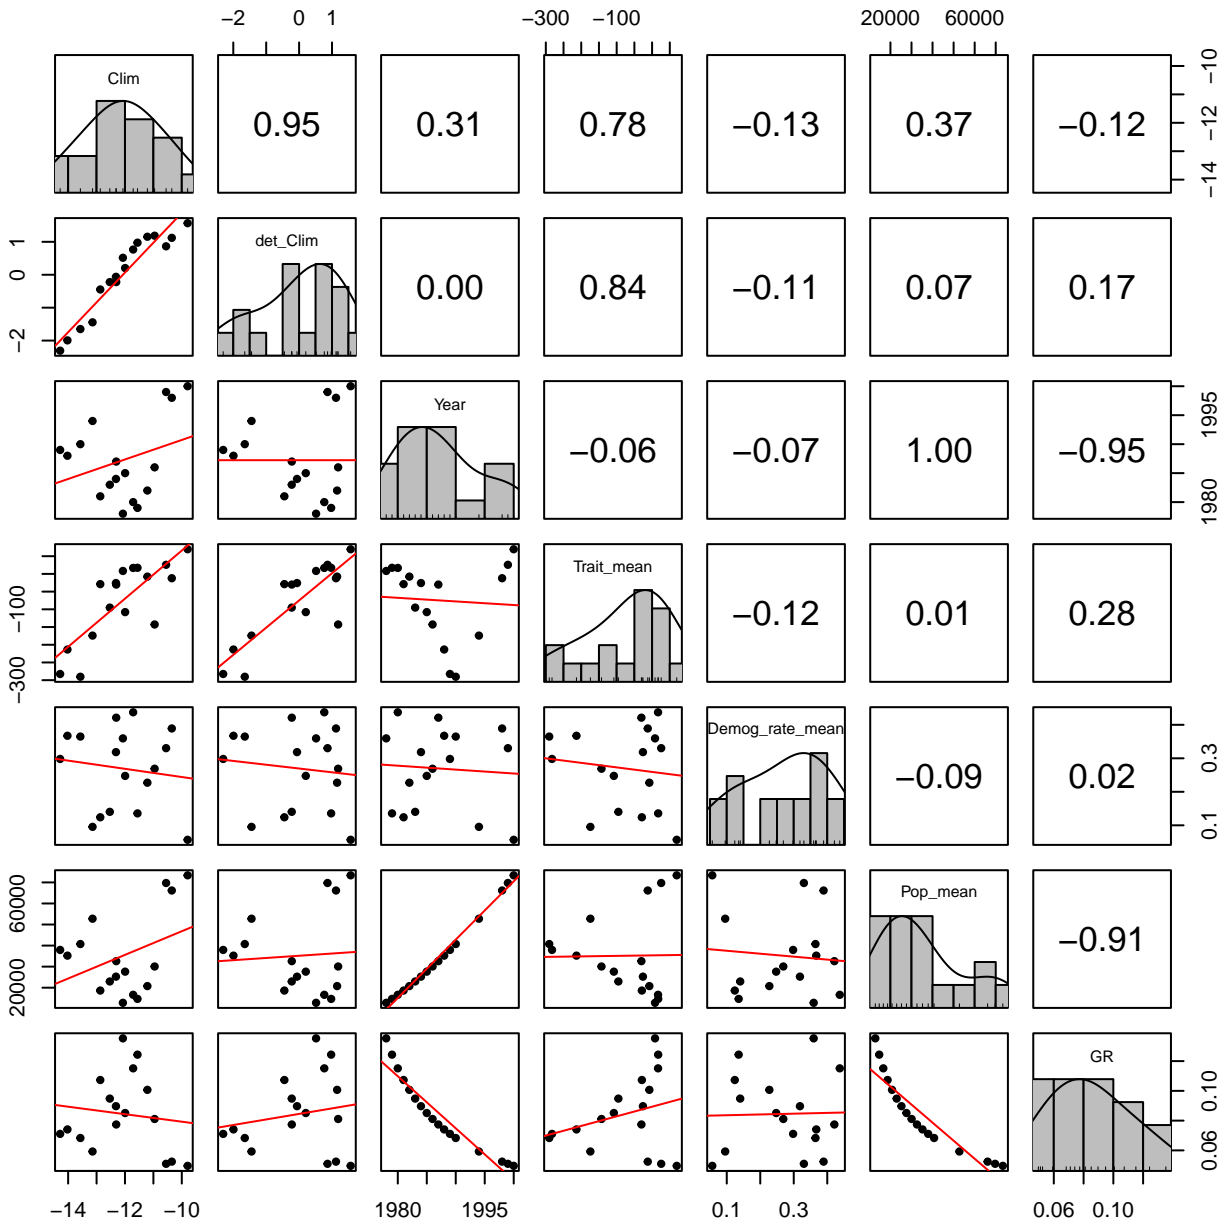 −2 0 1 −300 −100 20000 60000
Clim 0.95 0.31 0.78 −0.13 0.37 −0.12 −14 −12 −10
−2 0 1 det_Clim 0.00 0.84 −0.11 0.07 0.17
Year −0.06 −0.07 1.00 −0.95 1980 1995
−300 −100 Trait_mean −0.12 0.01 0.28
Demog_rate_mean −0.09 0.02 0.1 0.3
20000 60000 Pop_mean −0.91
GR 0.06 0.10
−14 −12 −10 1980 1995 0.1 0.3 0.06 0.10